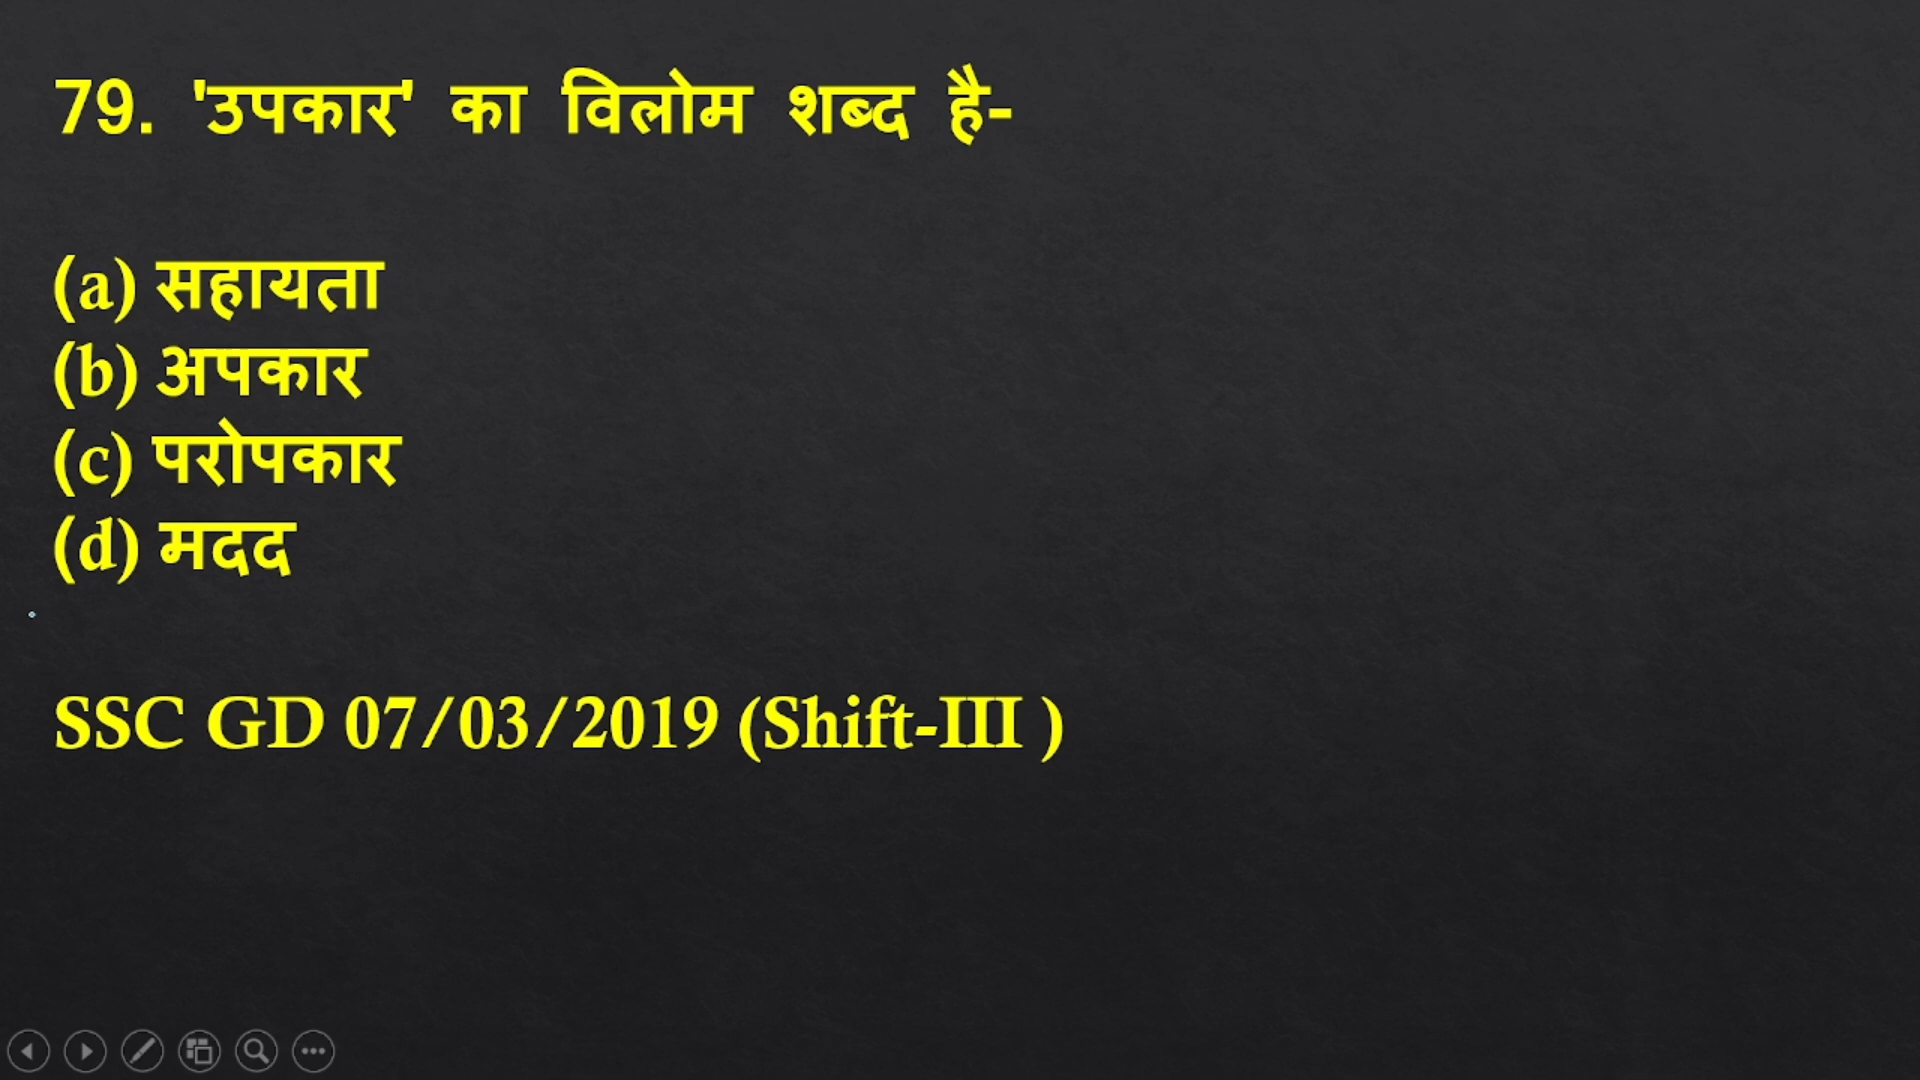 79. 'उपकार' का विलोम शब्द है-
(a) सहायता
(b) अपकार
(c) परोपकार
(d) मदद
SSC GD 07/03/2019 (Shift-III )